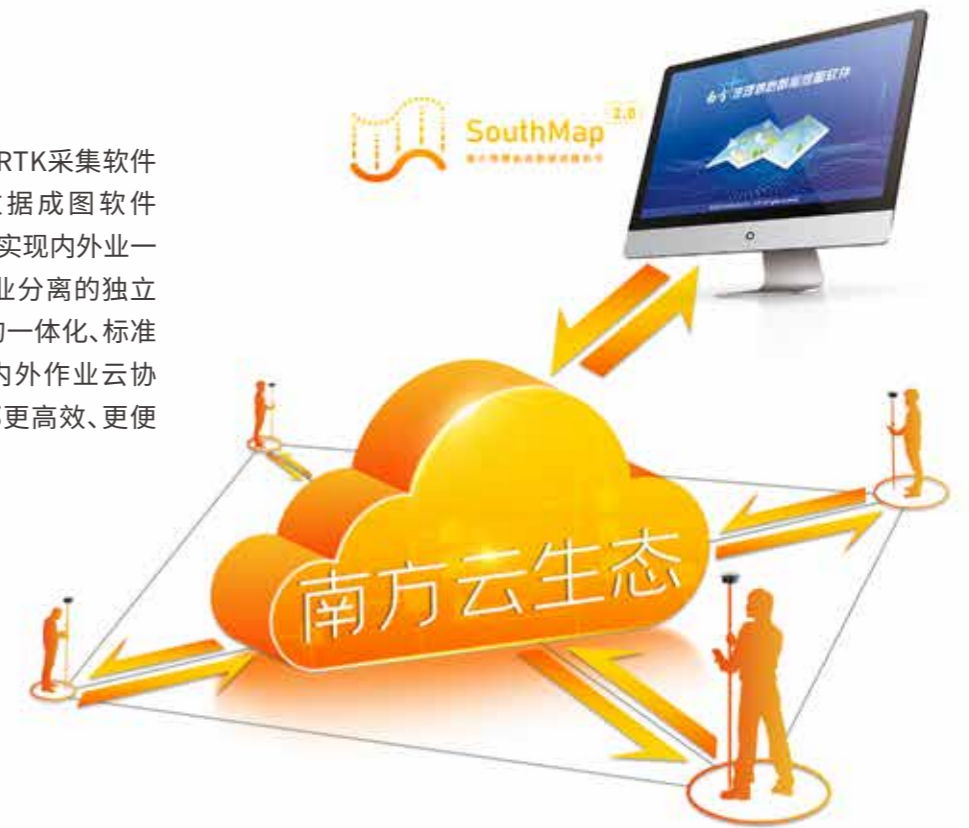 RTK采集软件
据成图软件
实现内外业一
业分离的独立
一体化、标准
内外作业云协
更高效、更便
SouthMap 2.0
南方云生态